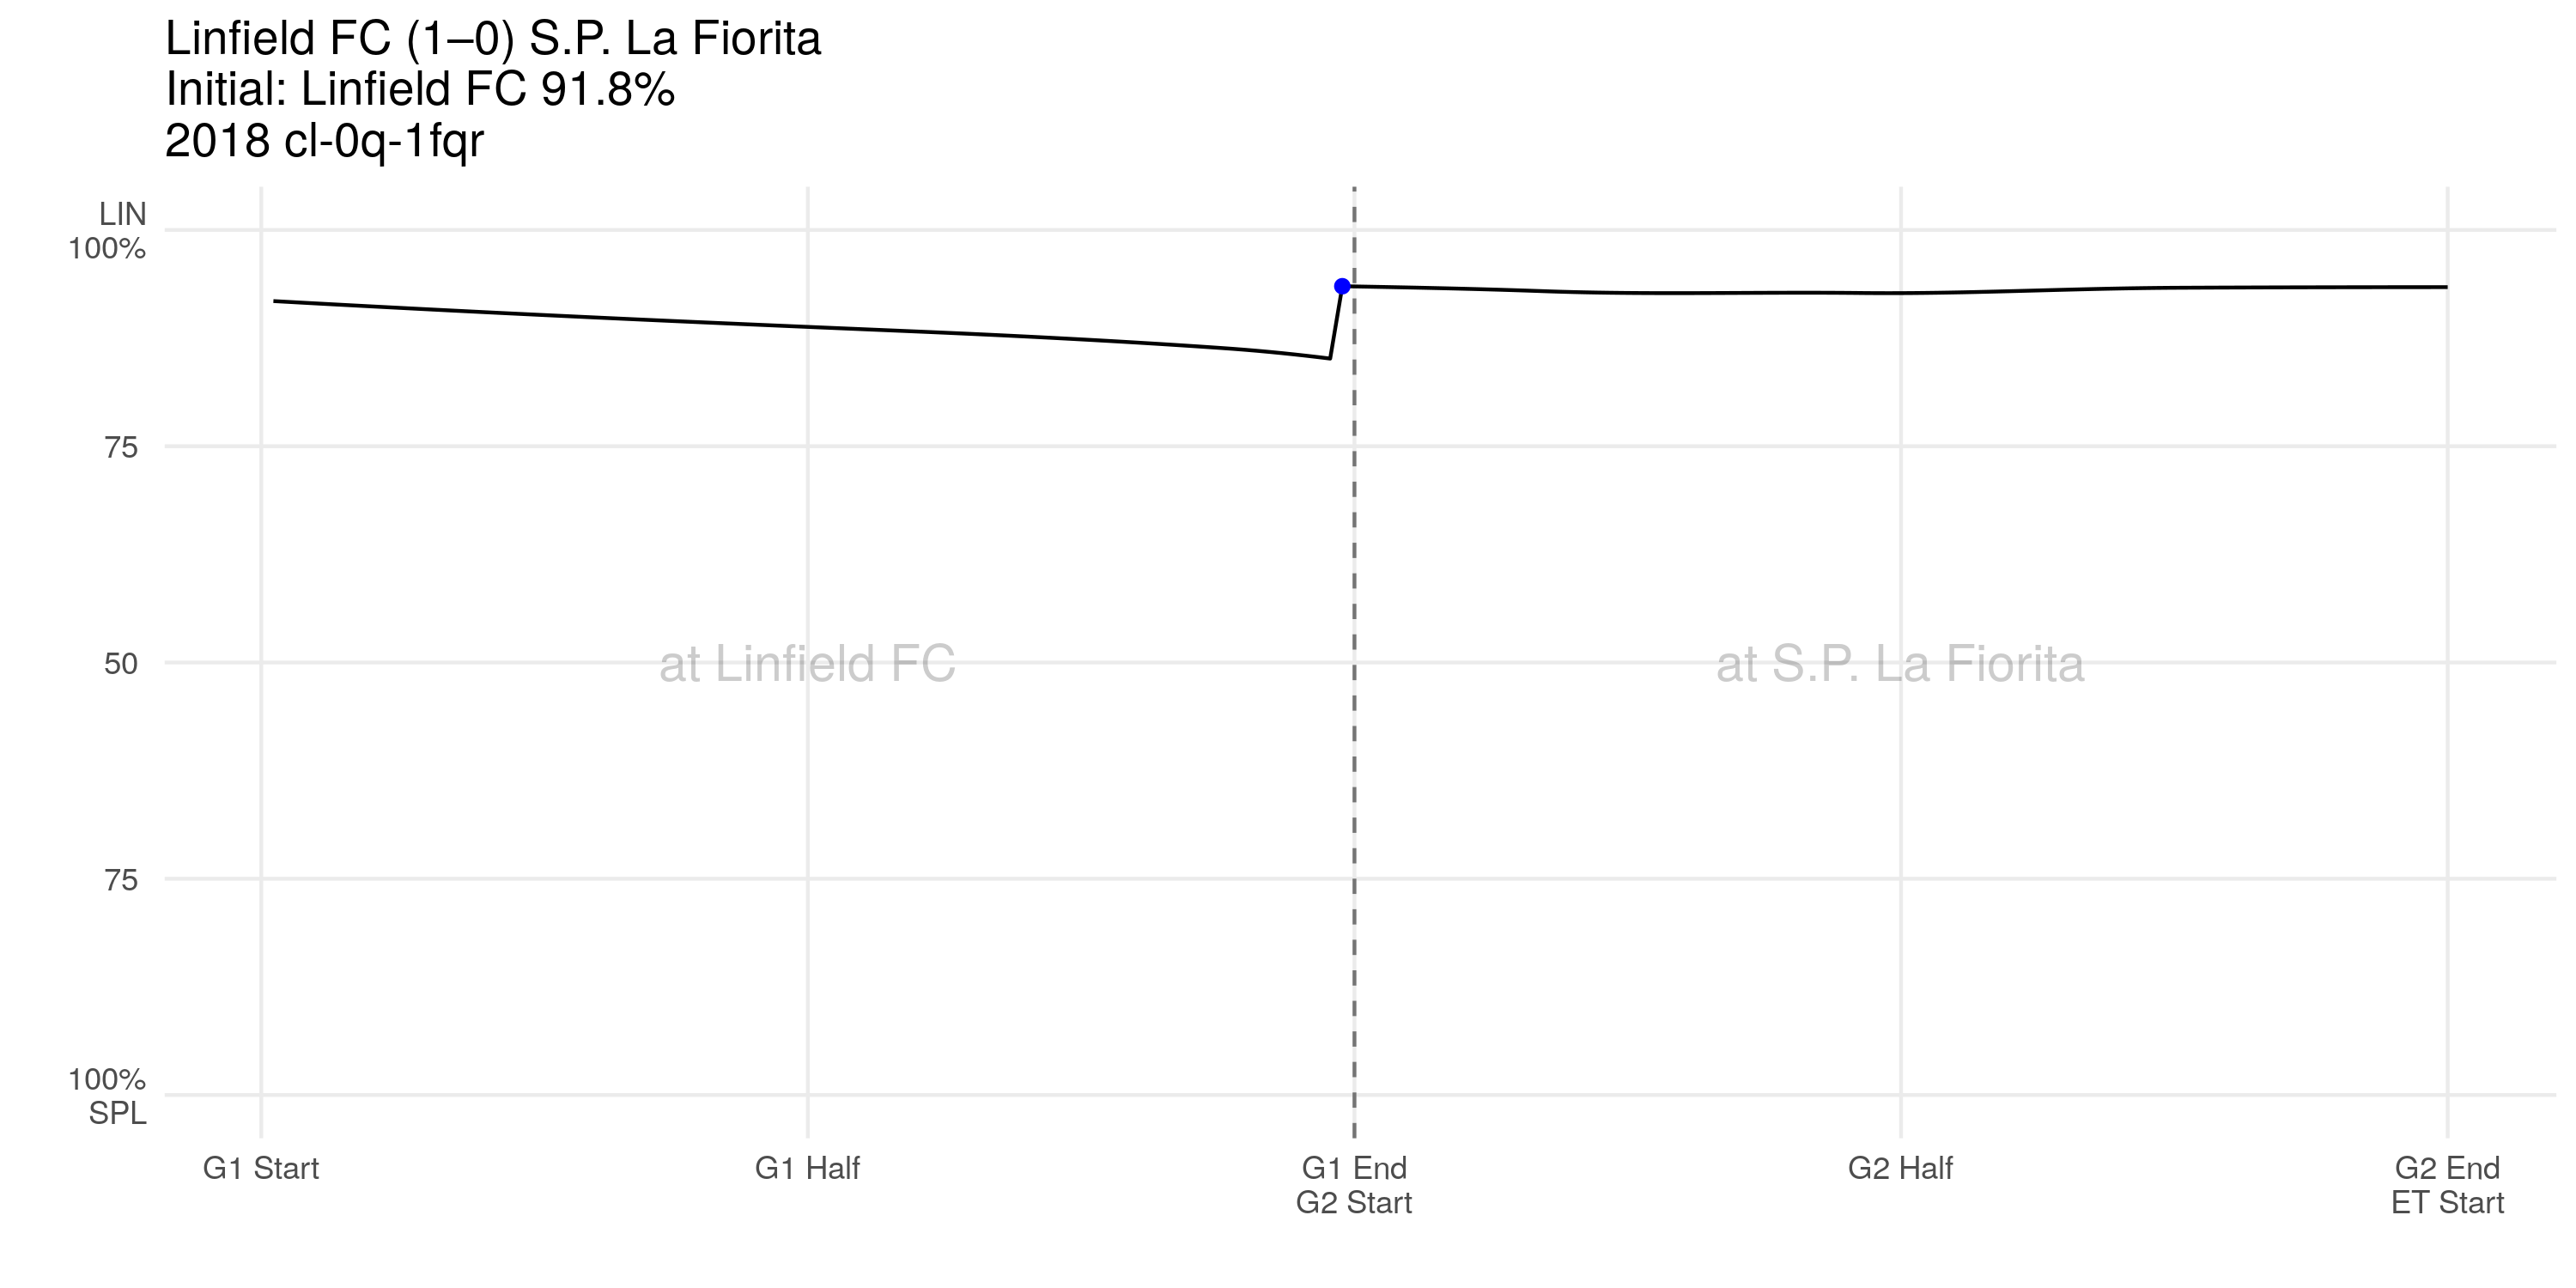 Linfield FC (1–0) S.P. La Fiorita
Initial: Linfield FC 91.8%
2018 cl-0q-1fqr
LIN
100%
75
50
75
100%
SPL
at Linfield FC
at S.P. La Fiorita
G1 Start
G1 Half
G1 End
G2 Start
G2 Half
G2 End
ET Start